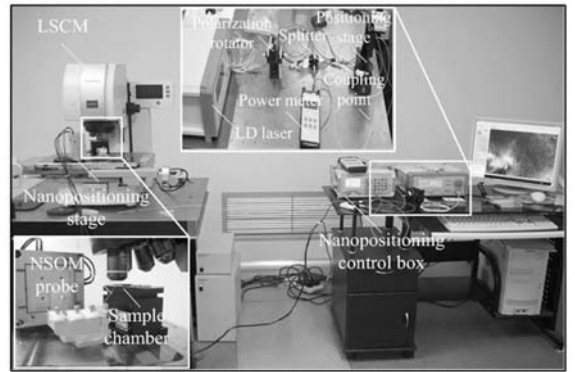 LSCM
Polarization
rotator
Splitter
Positioning
stage
Coupling
point
Power meter
LD laser
Nanopositioning
stage
NSOM
probe
Sample
chamber
Nanopositioning
control box